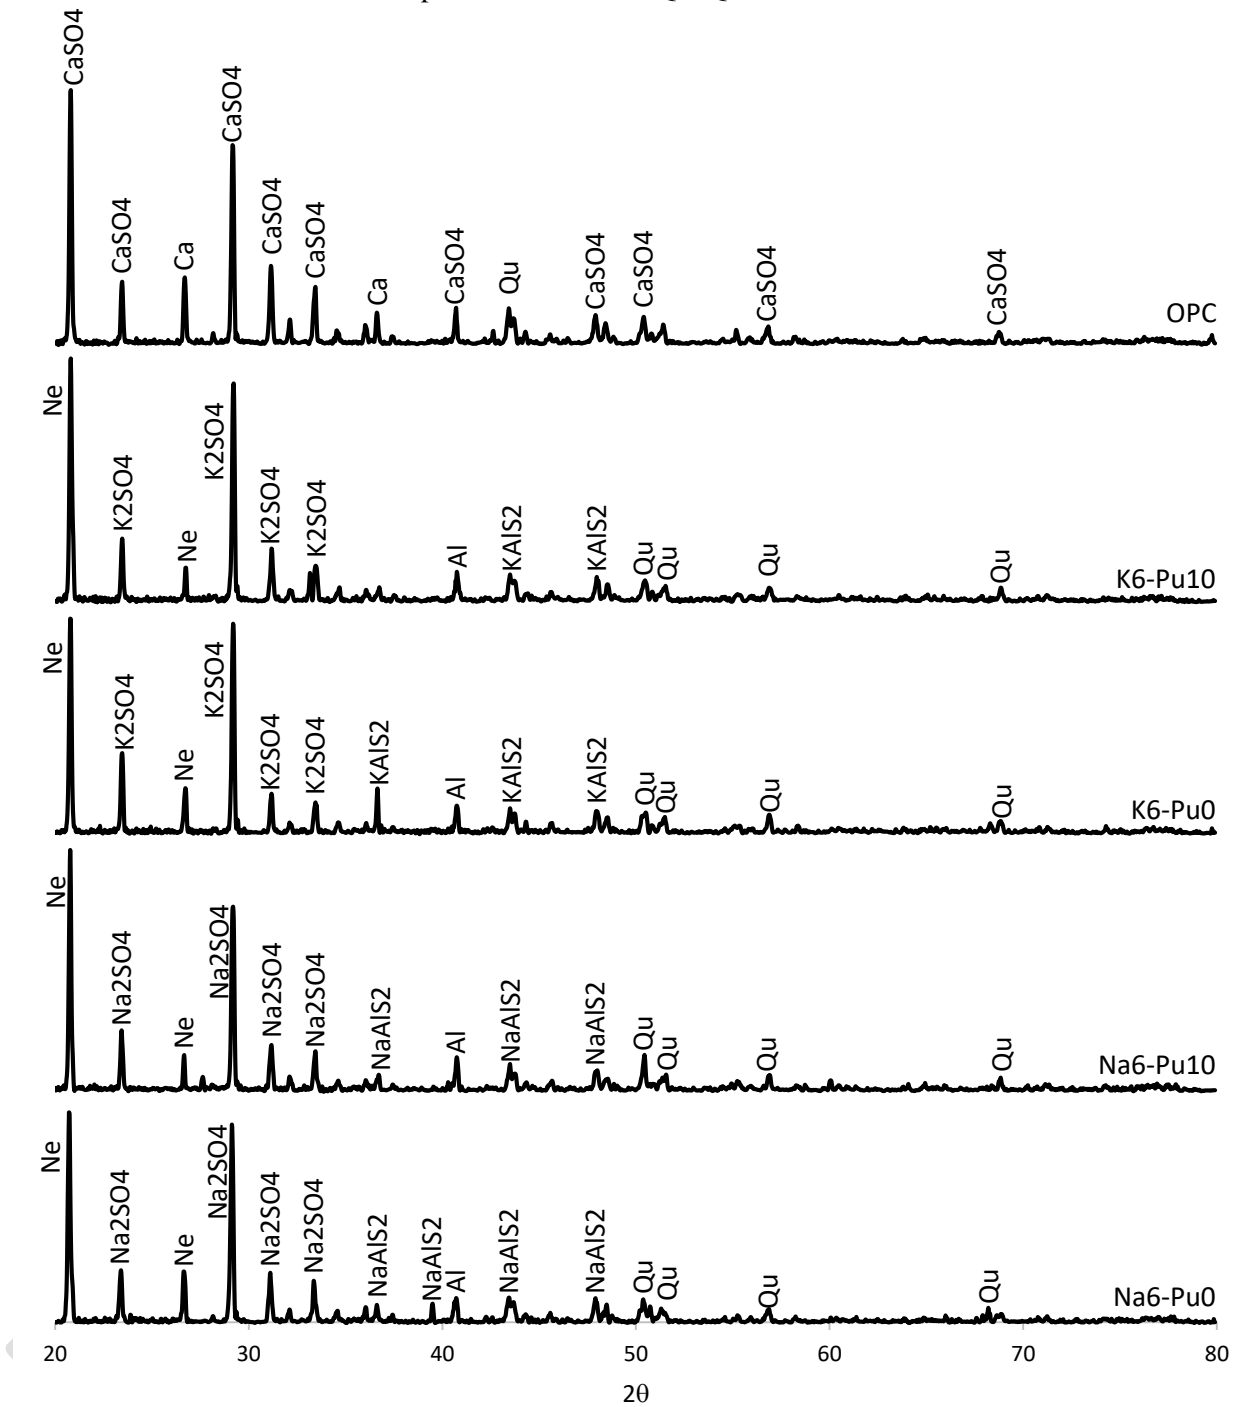 CaSO4
CaSO4
Ca
CaSO4
CaSO4
CaSO4
Ca
CaSO4
Qu
CaSO4
CaSO4
CaSO4
CaSO4
OPC
Ne
K2SO4
Ne
K2SO4
K2SO4
K2SO4
Al
KAlS2
KAlS2
Qu
Qu
Qu
Qu
K6-Pu10
Ne
K2SO4
Ne
K2SO4
K2SO4
K2SO4
KAlS2
Al
KAlS2
KAlS2
Qu
Qu
Qu
Qu
K6-Pu0
Ne
Na2SO4
Ne
Na2SO4
Na2SO4
Na2SO4
NaAlS2
Al
NaAlS2
NaAlS2
Qu
Qu
Qu
Qu
Na6-Pu10
Ne
Na2SO4
Ne
Na2SO4
Na2SO4
Na2SO4
NaAlS2
NaAlS2
Al
NaAlS2
NaAlS2
Qu
Qu
Qu
Qu
Na6-Pu0
20 30 40 50 60 70 80
2θ